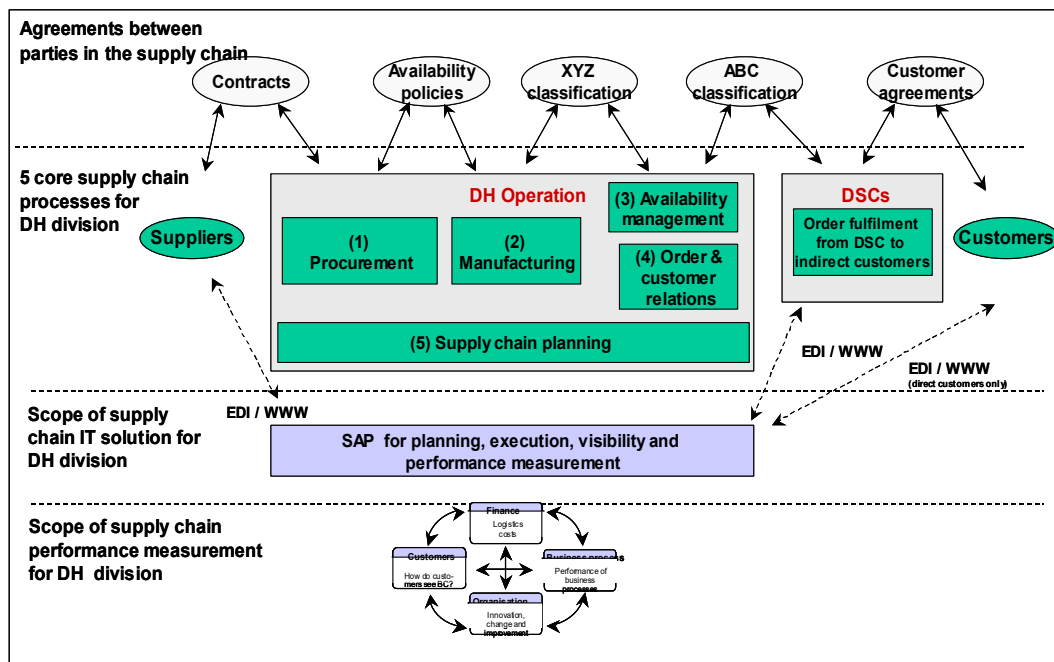 Agreements between
parties in the supply chain
Contracts
Availability
policies
XYZ
classification
ABC
classification
Customer
agreements
5 core supply chain
processes for
DH division
Suppliers
DH Operation
(1)
Procurement
(2)
Manufacturing
(3) Availability
management
(4) Order &
customer
relations
(5) Supply chain planning
DSCs
Order fulfilment
from DSC to
indirect customers
Customers
EDI / WWW
EDI / WWW
(direct customers only)
EDI / WWW
Scope of supply
chain IT solution for
DH division
SAP for planning, execution, visibility and
performance measurement
Scope of supply chain
performance measurement
for DH division
Finance
Logistics
costs
Customers
How do custo-
mers see BC?
Business process
Performance of
business
processes
Organisation
Innovation,
change and
improvement